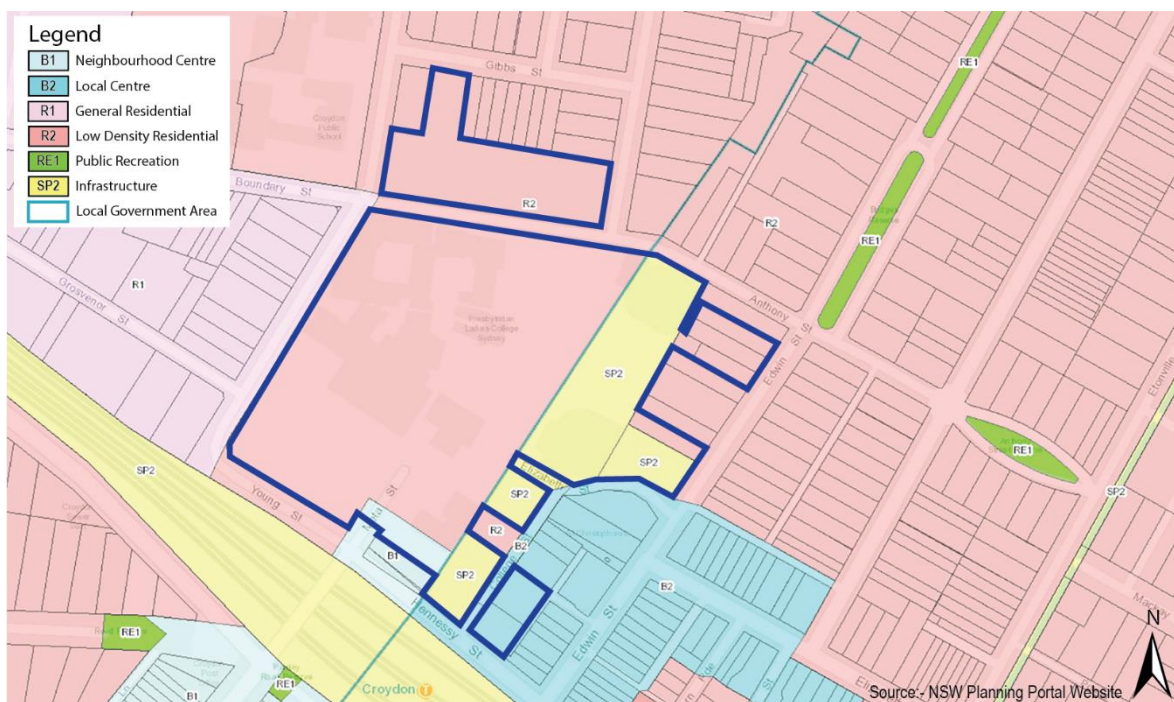 Legend
B1 Neighbourhood Centre
B2 Local Centre
R1 General Residential
R2 Low Density Residential
RE1 Public Recreation
SP2 Infrastructure
Local Government Area
Gibbs St
Croydon
Public
School
Boundary St
R2
R1
Grosvenor St
Presbyterian
Ladies College
Sydney
RE1
R2
RE1
Anthony St
Edwin St
SP2
SP2
Elizabeth
SP2
R2
B2
SP2
B1
Young St
SP2
Hennessy St
Edwin St
B2
RE1
SP2
Etonville
RE1
RE1
B1
Croydon T
N
Source:- NSW Planning Portal Website